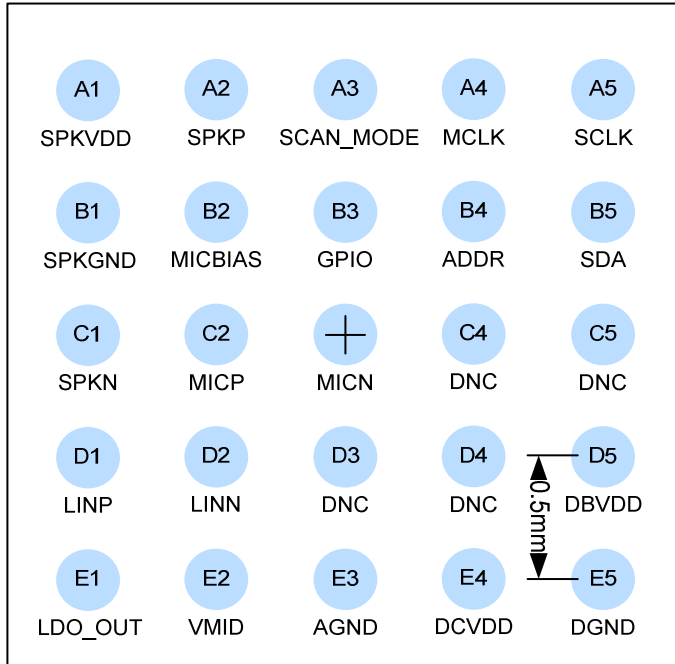 A1 A2 A3 A4 A5
SPKVDD SPKP SCAN_MODE MCLK SCLK
B1 B2 B3 B4 B5
SPKGND MICBIAS GPIO ADDR SDA
C1 C2 C4 C5
SPKN MICP MICN DNC DNC
D1 D2 D3 D4 D5
LINP LINN DNC DNC DBVDD
0.5mm
E1 E2 E3 E4 E5
LDO_OUT VMID AGND DCVDD DGND